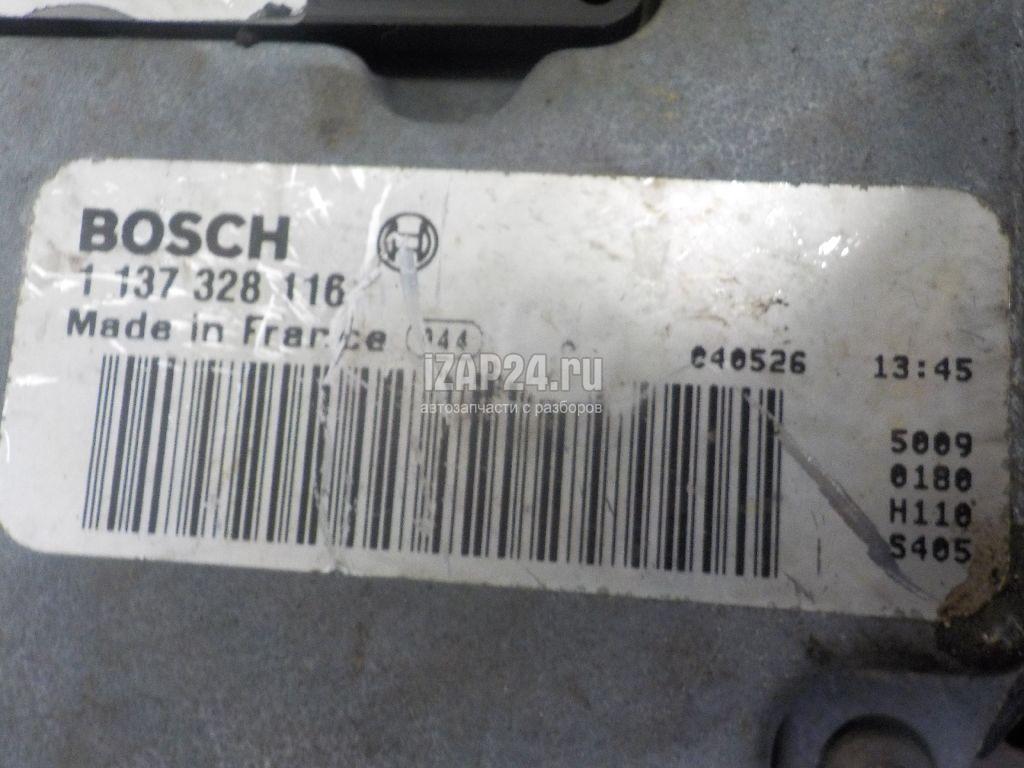 BOSCH
1 137 328 116
Made in France 044
040526 13:45
iZAP24.ru
автозапчасти с разборов
5009
0180
H110
S405